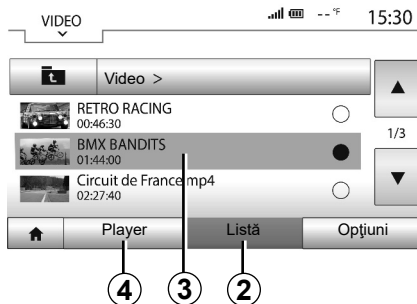 VIDEO
--°F
15:30
Video >
RETRO RACING
00:46:30
BMX BANDITS
01:44:00
1/3
Circuit de France mp4
02:27:40
Player
Listă
Opţiuni
4
3
2